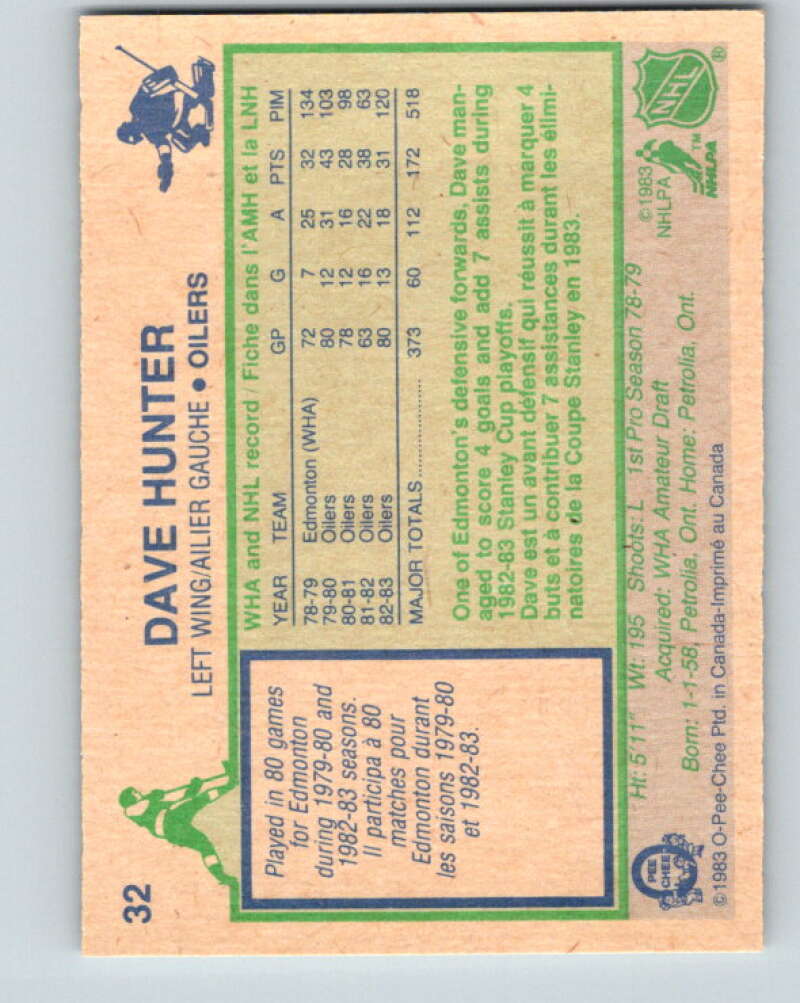 32
DAVE HUNTER
LEFT WING/AILIER GAUCHE • OILERS
Played in 80 games
for Edmonton
during 1979-80 and
1982-83 seasons.
Il participa à 80
matches pour
Edmonton durant
les saisons 1979-80
et 1982-83.
WHA and NHL record / Fiche dans l'AMH et la LNH
YEAR TEAM GP G A PTS PIM
78-79 Edmonton (WHA) 72 7 25 32 134
79-80 Oilers 80 12 31 43 103
80-81 Oilers 78 12 16 28 98
81-82 Oilers 63 16 22 38 63
82-83 Oilers 80 13 18 31 120
MAJOR TOTALS .................... 373 60 112 172 518
One of Edmonton's defensive forwards, Dave man-
aged to score 4 goals and add 7 assists during
1982-83 Stanley Cup playoffs.
Dave est un avant défensif qui réussit à marquer 4
buts et à contribuer 7 assistances durant les élimi-
natoires de la Coupe Stanley en 1983.
Ht: 5'11" Wt: 195 Shoots: L 1st Pro Season 78-79
Acquired: WHA Amateur Draft
Born: 1-1-58, Petrolia, Ont. Home: Petrolia, Ont.
©1983 O-Pee-Chee Ptd. in Canada-Imprimé au Canada
O
PEE
CHEE
©1983
NHLPA
NHL
®
NHLPA
TM